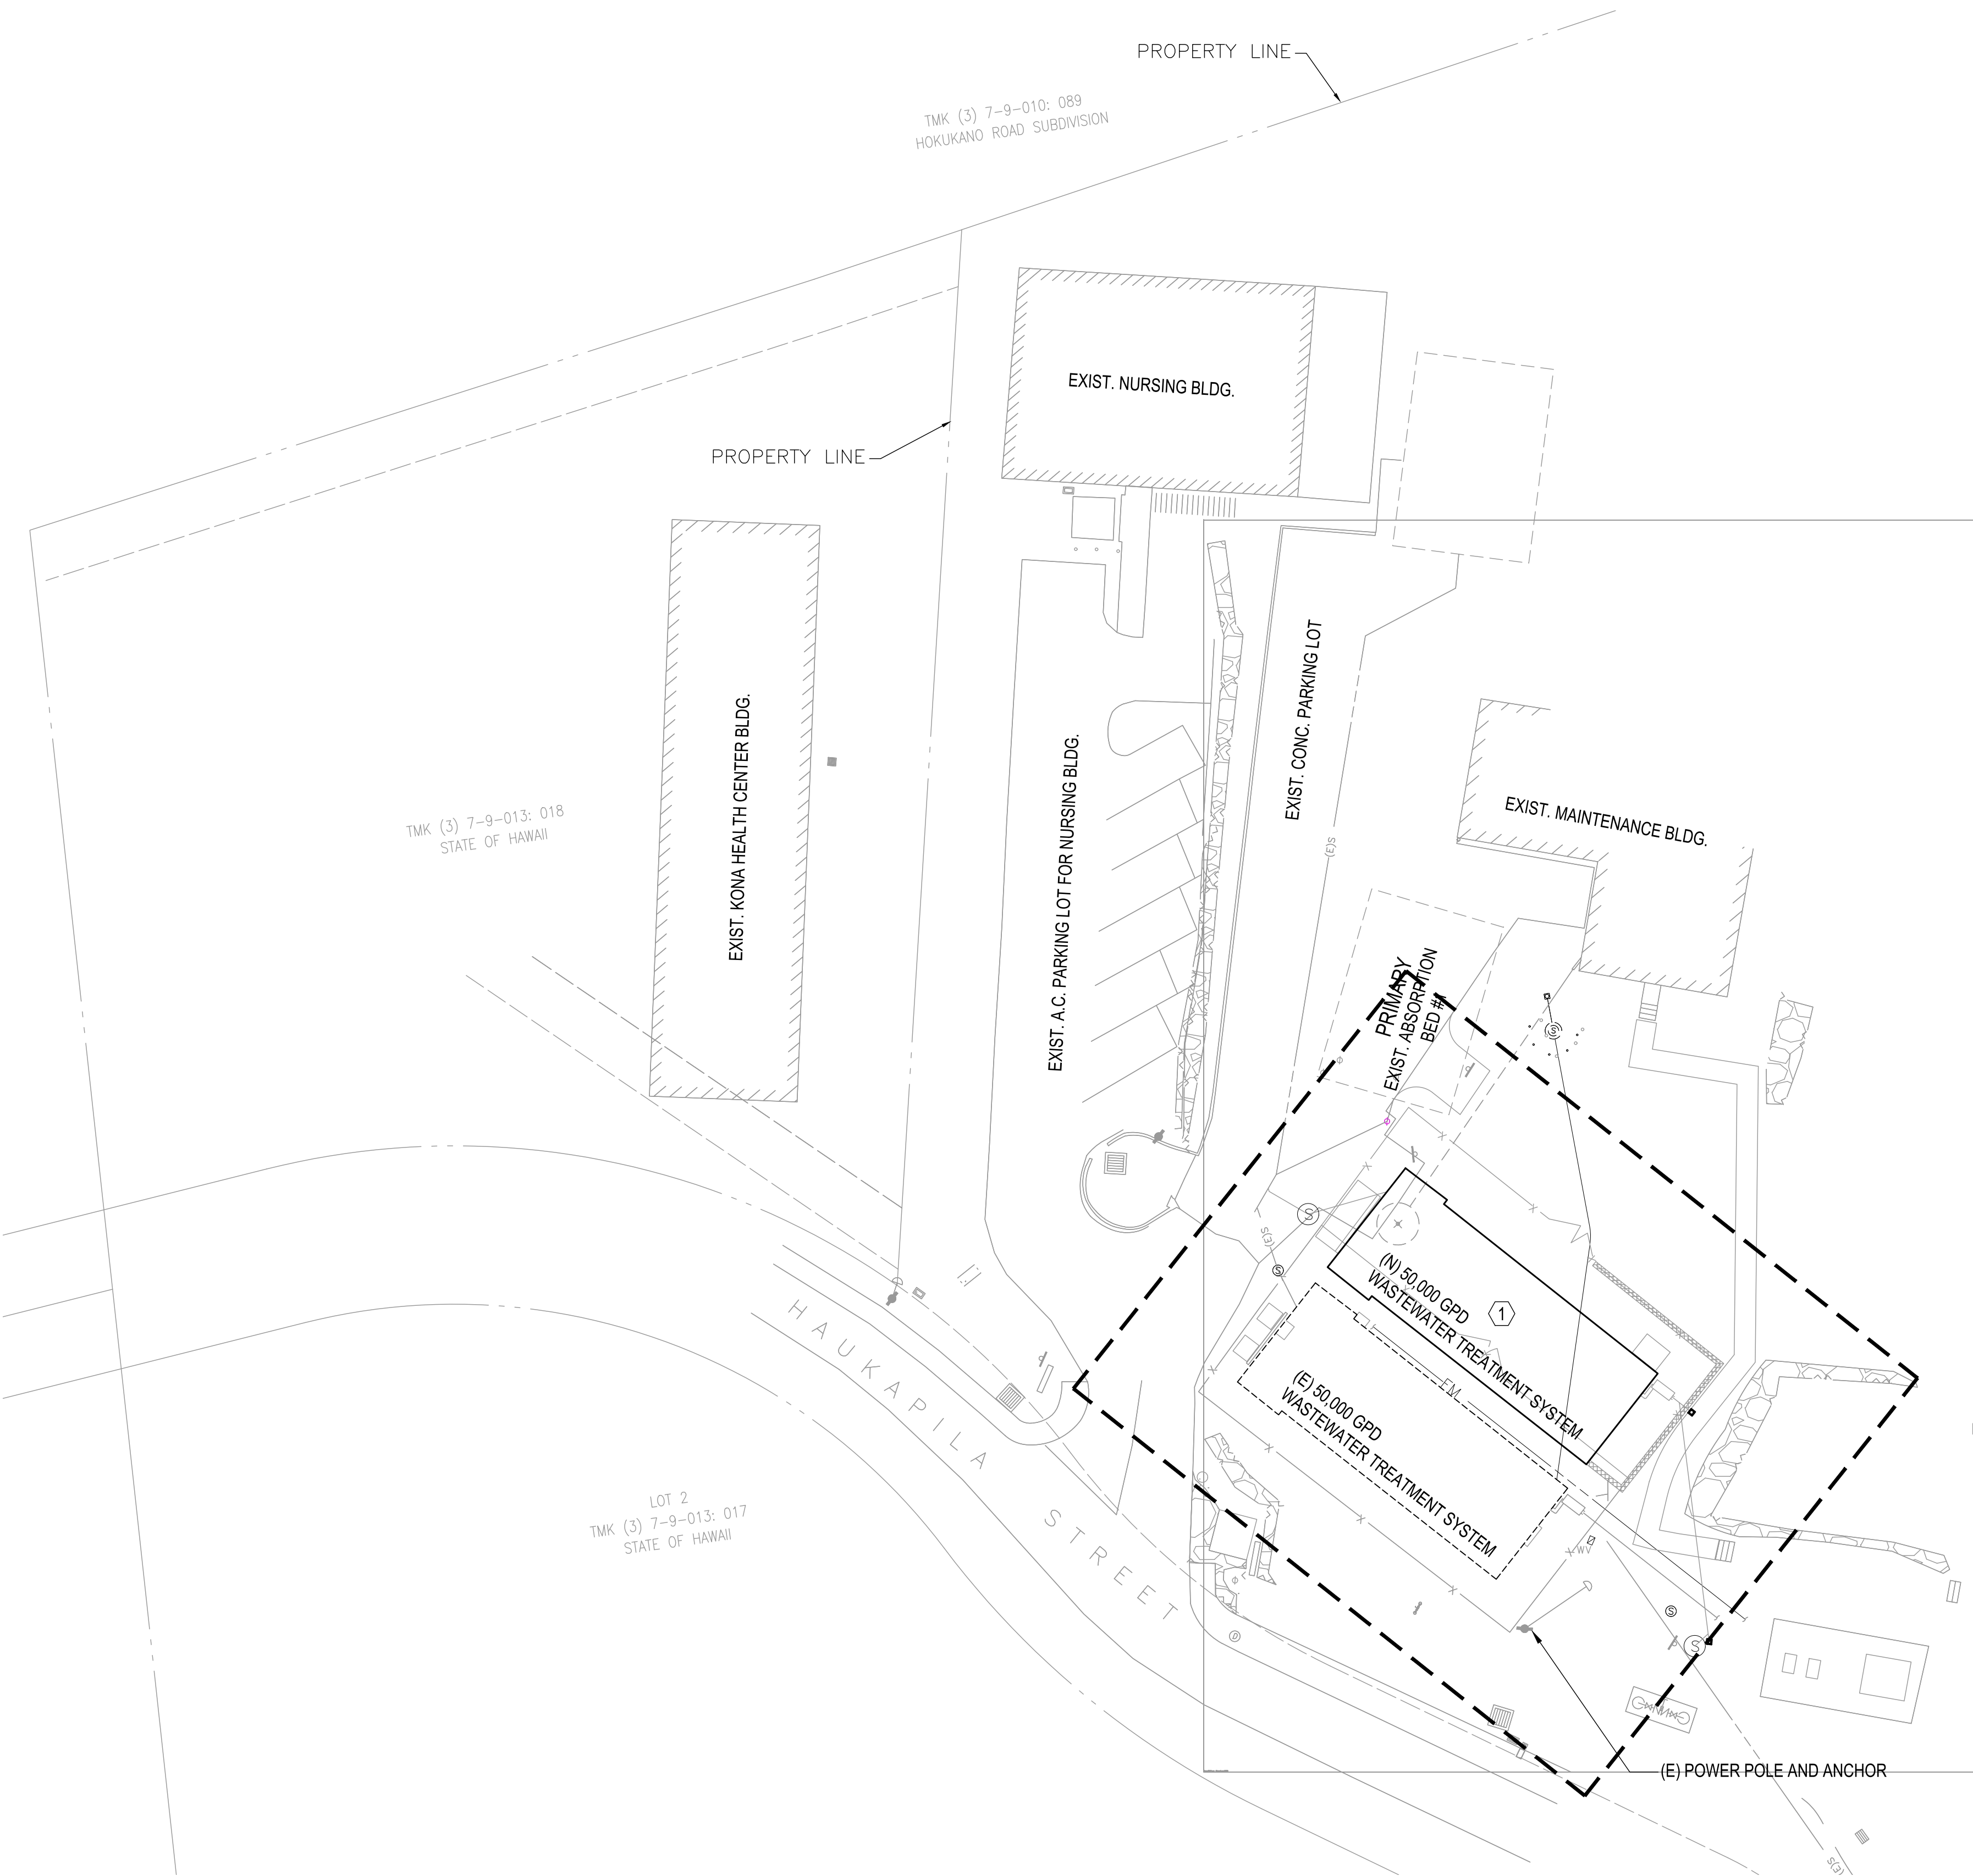 PROPERTY LINE
TMK (3) 7-9-010: 089
HOKUKANO ROAD SUBDIVISION
EXIST. NURSING BLDG.
PROPERTY LINE
EXIST. KONA HEALTH CENTER BLDG.
EXIST. A.C. PARKING LOT FOR NURSING BLDG.
EXIST. CONC. PARKING LOT
(E)S
EXIST. MAINTENANCE BLDG.
TMK (3) 7-9-013: 018
STATE OF HAWAII
PRIMARY
EXIST. ABSORPTION
BED #1
S
S
(E)S
S
(N) 50,000 GPD
WASTEWATER TREATMENT SYSTEM
1
FM
(E) 50,000 GPD
WASTEWATER TREATMENT SYSTEM
HAUKAPILA STREET
LOT 2
TMK (3) 7-9-013: 017
STATE OF HAWAII
WV
S
S
D
(E) POWER POLE AND ANCHOR
(E)S